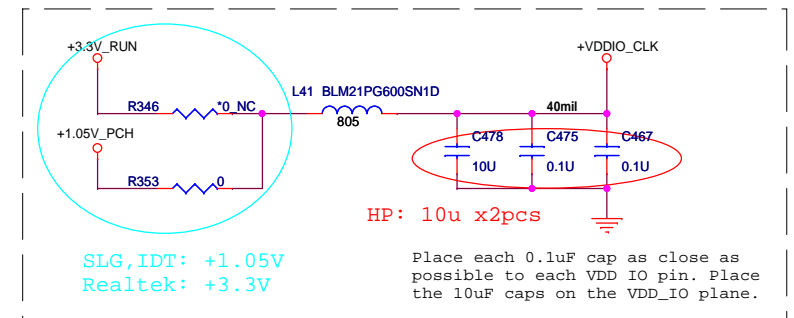 +3.3V_RUN
+VDDIO_CLK
L41 BLM21PG600SN1D
R346 *0_NC
805
40mil
+1.05V_PCH
C478 C475 C467
10U 0.1U 0.1U
R353 0
HP: 10u x2pcs
SLG,IDT: +1.05V
Realtek: +3.3V
Place each 0.1uF cap as close as
possible to each VDD IO pin. Place
the 10uF caps on the VDD_IO plane.